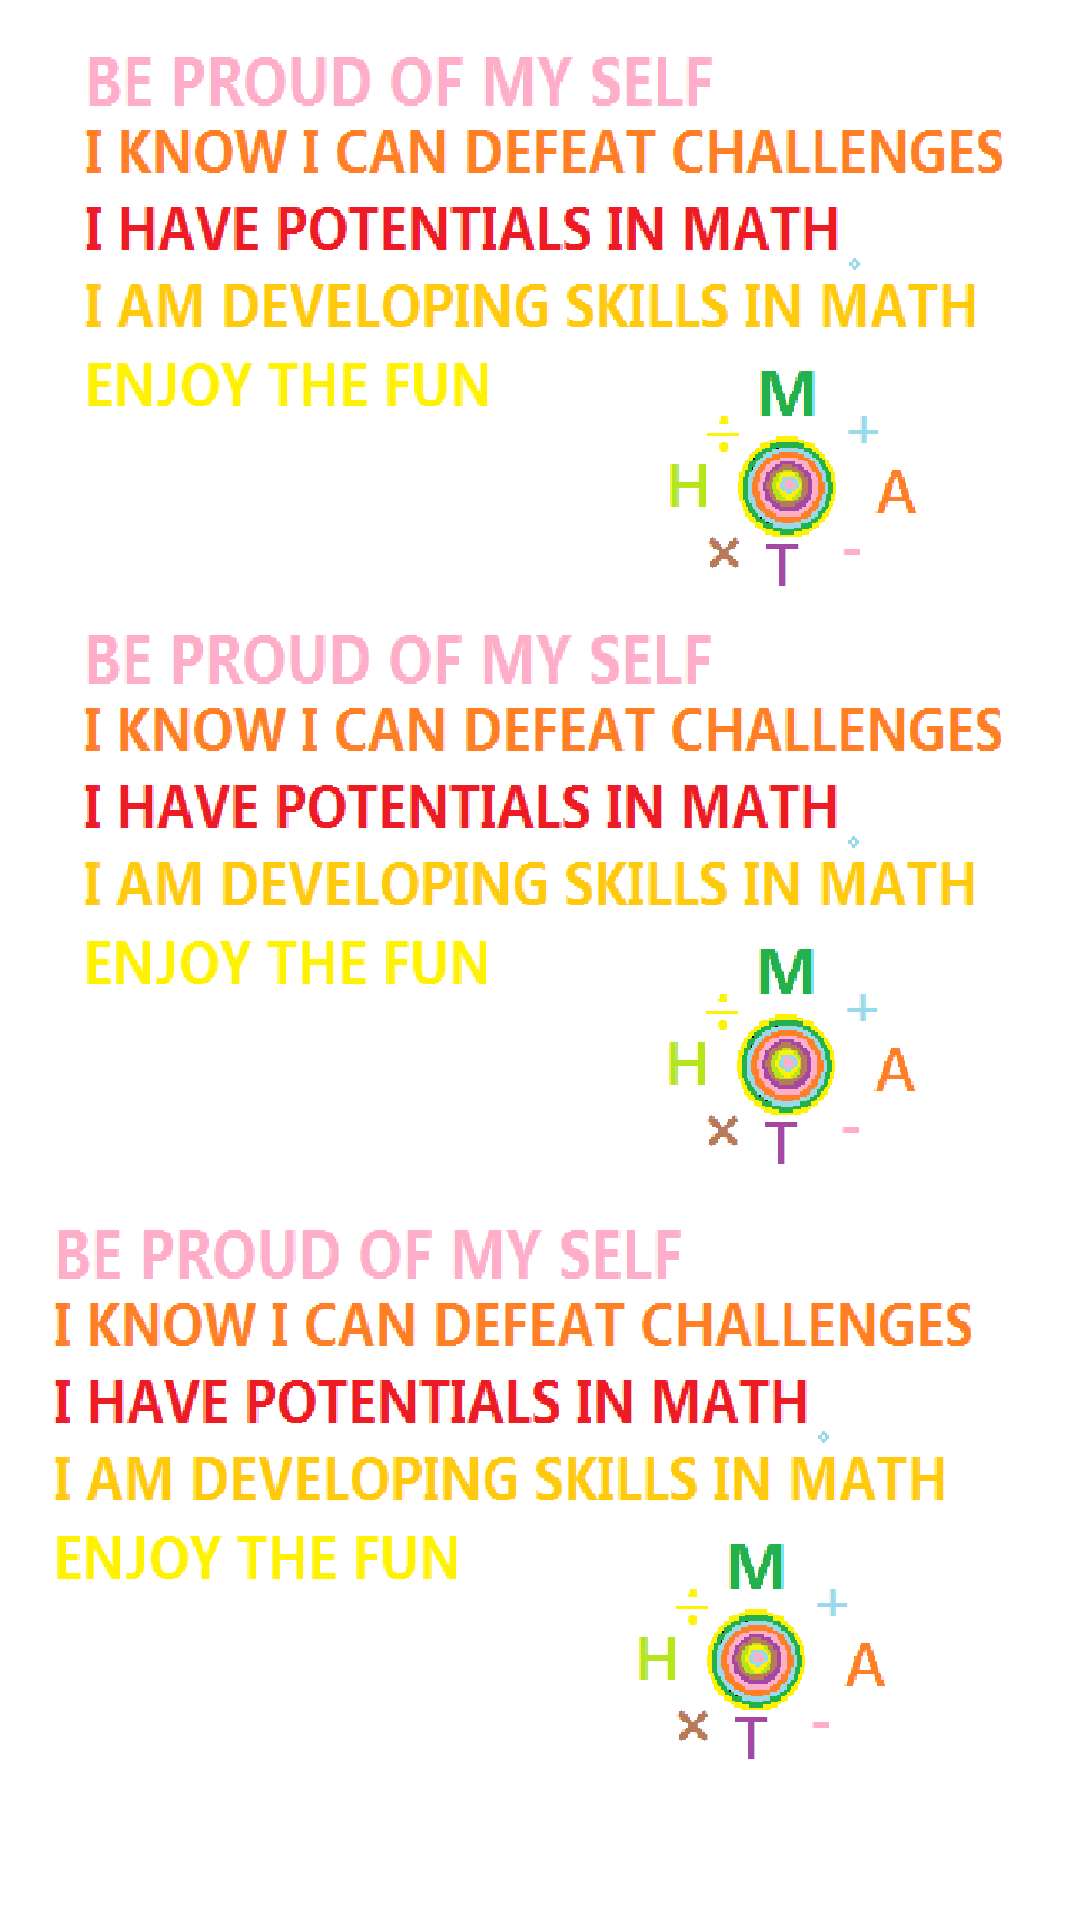 BE PROUD OF MY SELF
I KNOW I CAN DEFEAT CHALLENGES
I HAVE POTENTIALS IN MATH
I AM DEVELOPING SKILLS IN MATH
ENJOY THE FUN
M
÷ +
H A
× T -
BE PROUD OF MY SELF
I KNOW I CAN DEFEAT CHALLENGES
I HAVE POTENTIALS IN MATH
I AM DEVELOPING SKILLS IN MATH
ENJOY THE FUN
M
÷ +
H A
× T -
BE PROUD OF MY SELF
I KNOW I CAN DEFEAT CHALLENGES
I HAVE POTENTIALS IN MATH
I AM DEVELOPING SKILLS IN MATH
ENJOY THE FUN
M
÷ +
H A
× T -